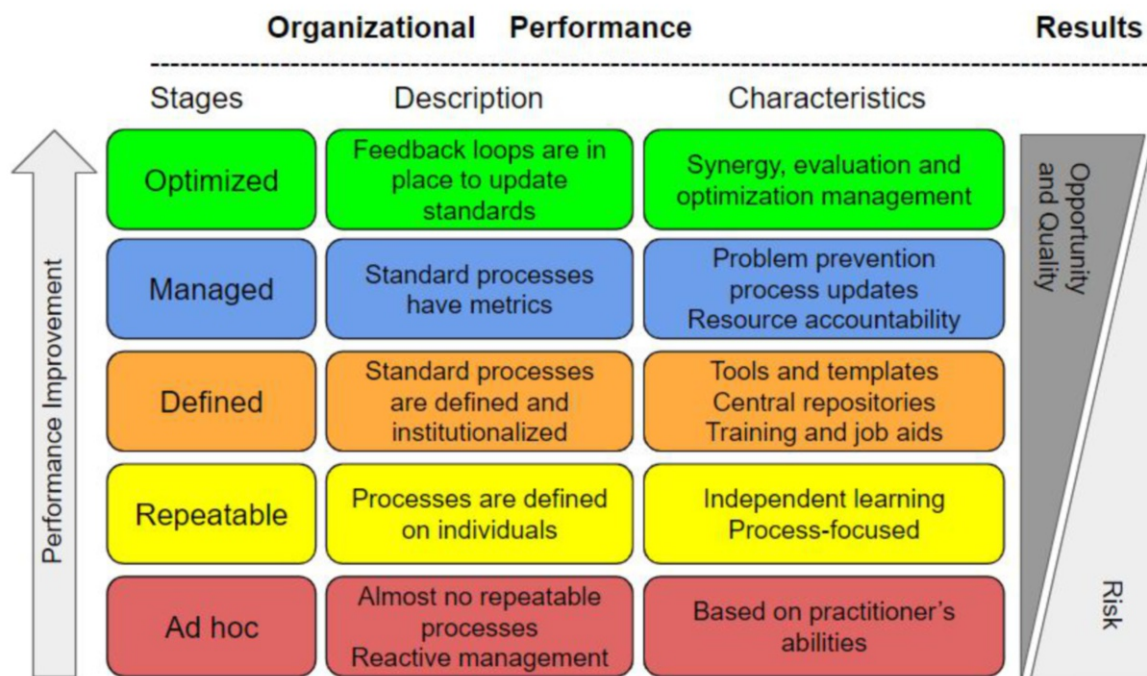 Organizational Performance Results
Stages Description Characteristics
Performance Improvement
Optimized
Feedback loops are in
place to update
standards
Synergy, evaluation and
optimization management
Managed
Standard processes
have metrics
Problem prevention
process updates
Resource accountability
Defined
Standard processes
are defined and
institutionalized
Tools and templates
Central repositories
Training and job aids
Repeatable
Processes are defined
on individuals
Independent learning
Process-focused
Ad hoc
Almost no repeatable
processes
Reactive management
Based on practitioner’s
abilities
Opportunity
and Quality
Risk